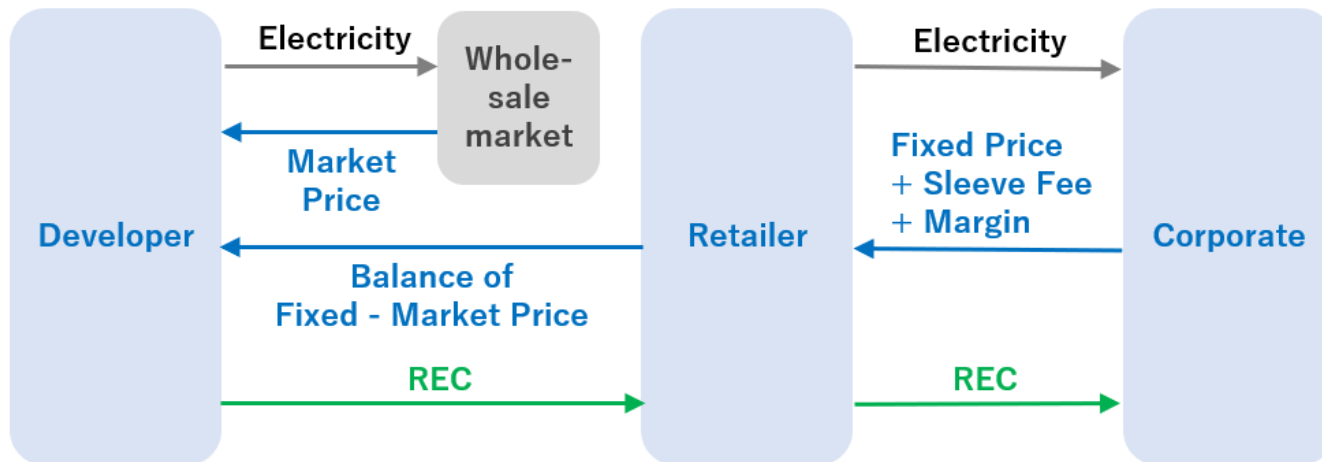 Electricity
Whole-
sale
market
Electricity
Market
Price
Fixed Price
+ Sleeve Fee
+ Margin
Developer
Retailer
Corporate
Balance of
Fixed - Market Price
REC
REC